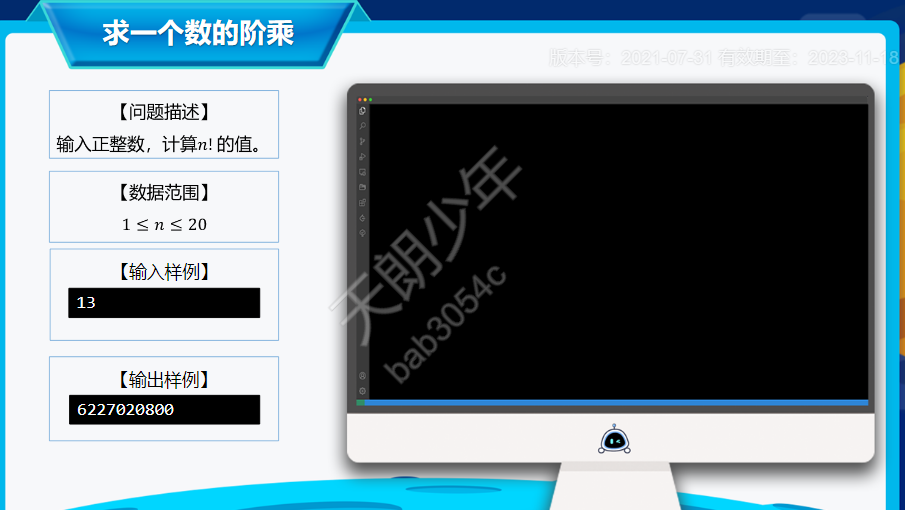 求一个数的阶乘
版本号：2021-07-31 有效期至：2023-11-18
【问题描述】
输入正整数，计算n! 的值。
【数据范围】
1 ≤ n ≤ 20
【输入样例】
13
【输出样例】
6227020800
天朗少年
bab3054c